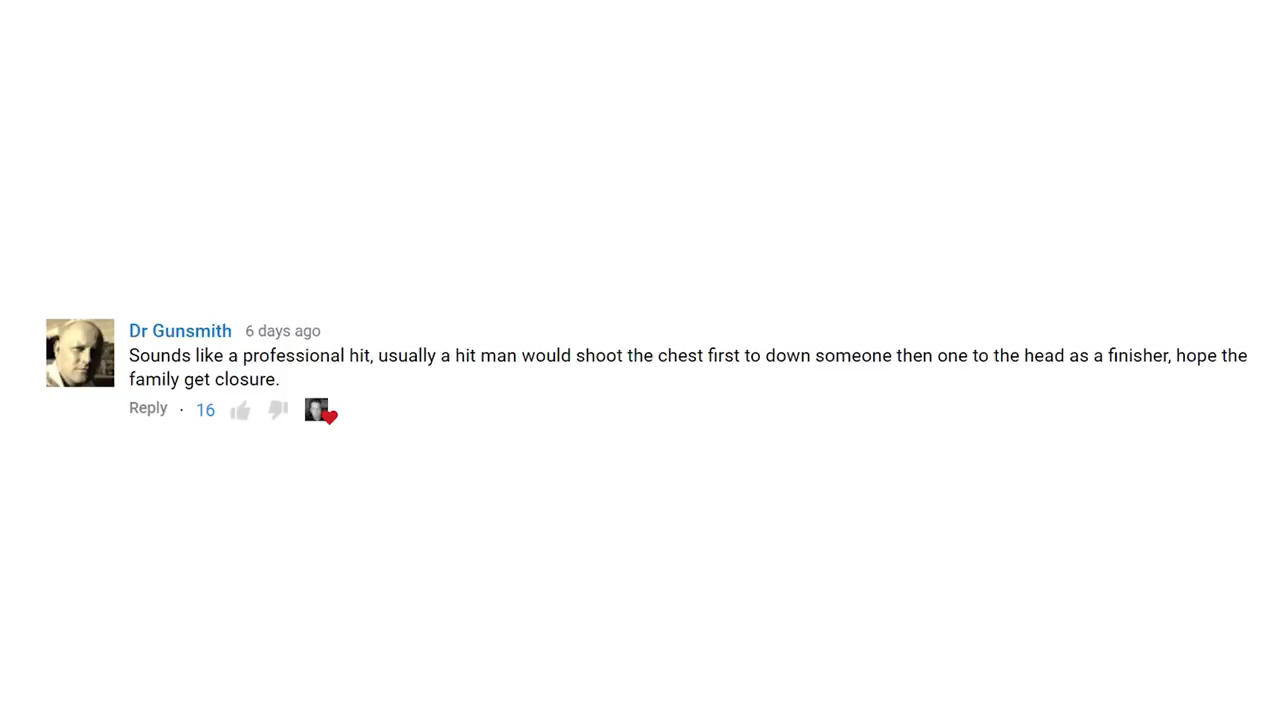 Dr Gunsmith 6 days ago
Sounds like a professional hit, usually a hit man would shoot the chest first to down someone then one to the head as a finisher, hope the
family get closure.
Reply · 16